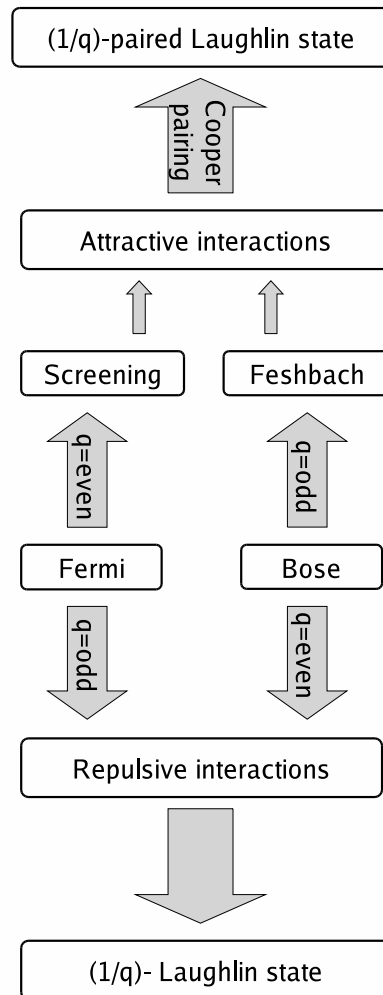 (1/q)-paired Laughlin state
Cooper
pairing
Attractive interactions
Screening
Feshbach
q=even
q=odd
Fermi
Bose
q=odd
q=even
Repulsive interactions
(1/q)- Laughlin state